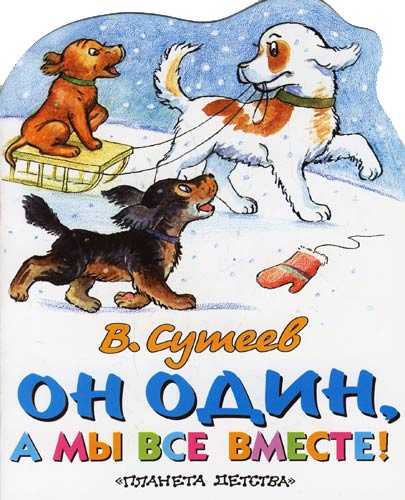 В. Сутеев
ОН ОДИН,
А МЫ ВСЕ ВМЕСТЕ!
«ПЛАНЕТА ДЕТСТВА»